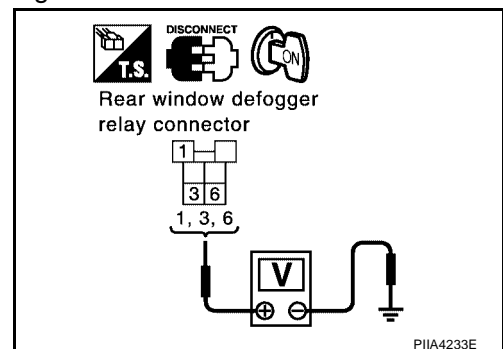 DISCONNECT
T.S.
ON
Rear window defogger
relay connector
1
3 6
1, 3, 6
V
+ −
PIIA4233E